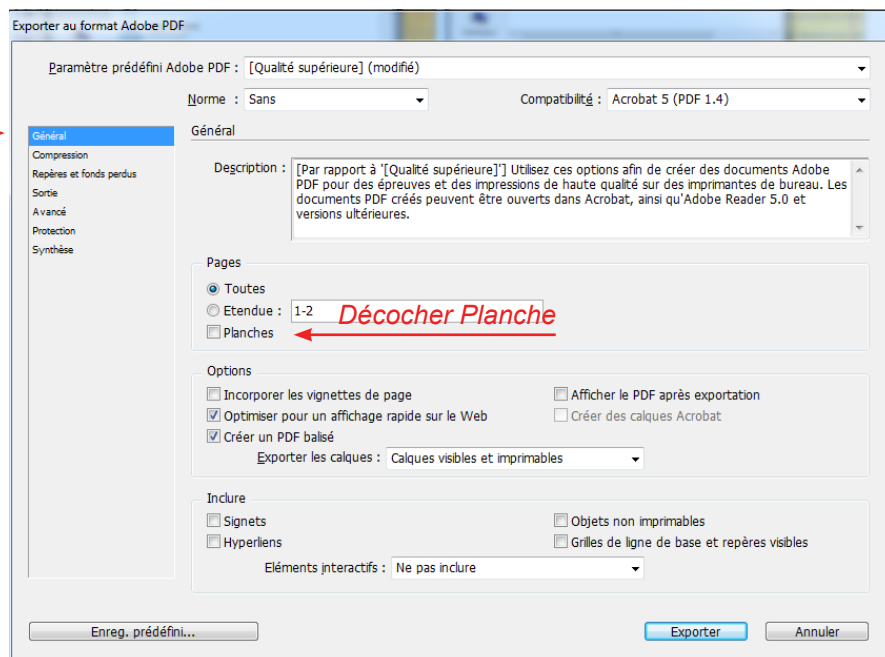 Exporter au format Adobe PDF
Paramètre prédéfini Adobe PDF : [Qualité supérieure] (modifié)
Norme : Sans Compatibilité : Acrobat 5 (PDF 1.4)
Général
Compression
Repères et fonds perdus
Sortie
Avancé
Protection
Synthèse
Général
Description : [Par rapport à '[Qualité supérieure]'] Utilisez ces options afin de créer des documents Adobe
PDF pour des épreuves et des impressions de haute qualité sur des imprimantes de bureau. Les
documents PDF créés peuvent être ouverts dans Acrobat, ainsi qu'Adobe Reader 5.0 et
versions ultérieures.
Pages
Toutes
Etendue : 1-2
Planches
Décocher Planche
Options
Incorporer les vignettes de page Afficher le PDF après exportation
Optimiser pour un affichage rapide sur le Web Créer des calques Acrobat
Créer un PDF balisé
Exporter les calques : Calques visibles et imprimables
Inclure
Signets Objets non imprimables
Hyperliens Grilles de ligne de base et repères visibles
Eléments interactifs : Ne pas inclure
Enreg. prédéfini... Exporter Annuler